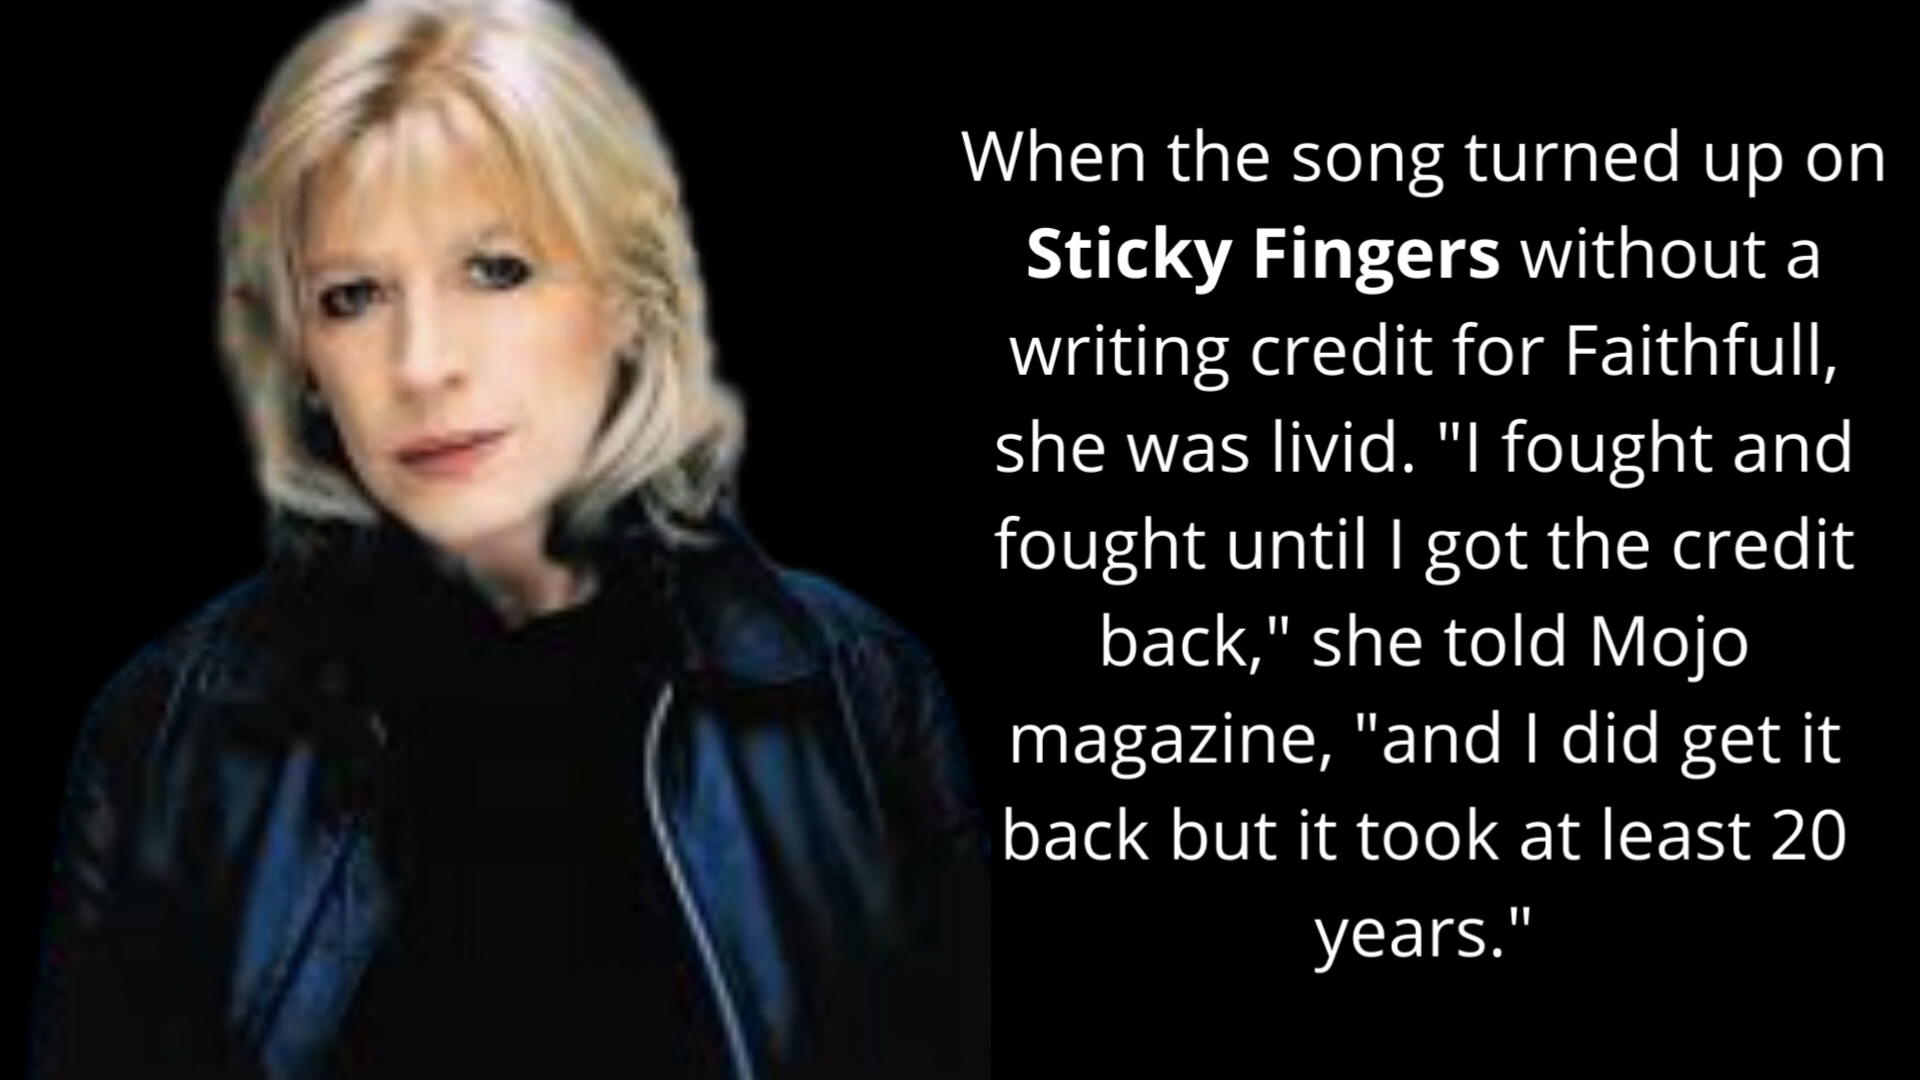 When the song turned up on
Sticky Fingers without a
writing credit for Faithfull,
she was livid. "I fought and
fought until I got the credit
back," she told Mojo
magazine, "and I did get it
back but it took at least 20
years."